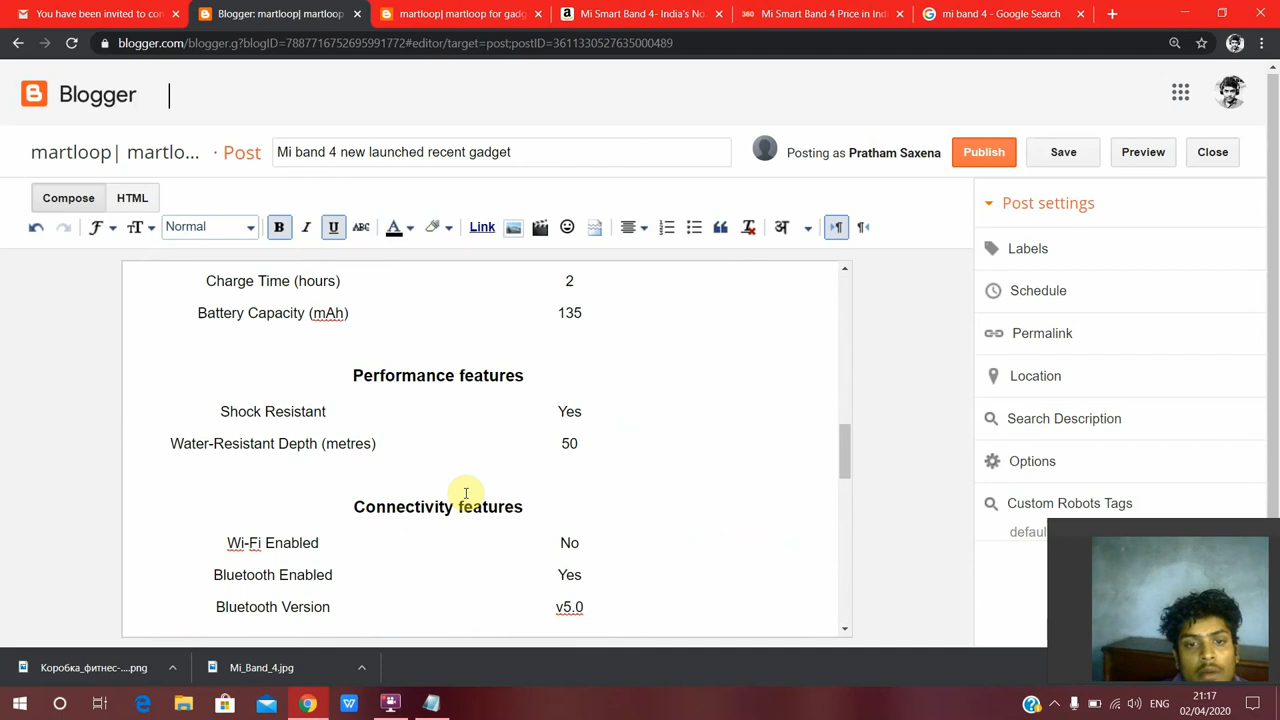 You have been invited to con
Blogger: martloop| martloop
martloop| martloop for gadg
Mi Smart Band 4- India's No.
360
Mi Smart Band 4 Price in Indi
mi band 4 - Google Search
blogger.com/blogger.g?blogID=7887716752695991772#editor/target=post;postID=3611330527635000489
Blogger
martloop| martlo... · Post
Mi band 4 new launched recent gadget
Posting as Pratham Saxena
Publish
Save
Preview
Close
Compose
HTML
Normal
B I U ABC A
Link
अ
Post settings
Labels
Schedule
Permalink
Location
Search Description
Options
Custom Robots Tags
defaul
Charge Time (hours) 2
Battery Capacity (mAh) 135
Performance features
Shock Resistant Yes
Water-Resistant Depth (metres) 50
Connectivity features
Wi-Fi Enabled No
Bluetooth Enabled Yes
Bluetooth Version v5.0
Коробка_фитнес-....png
Mi_Band_4.jpg
ENG
21:17
02/04/2020